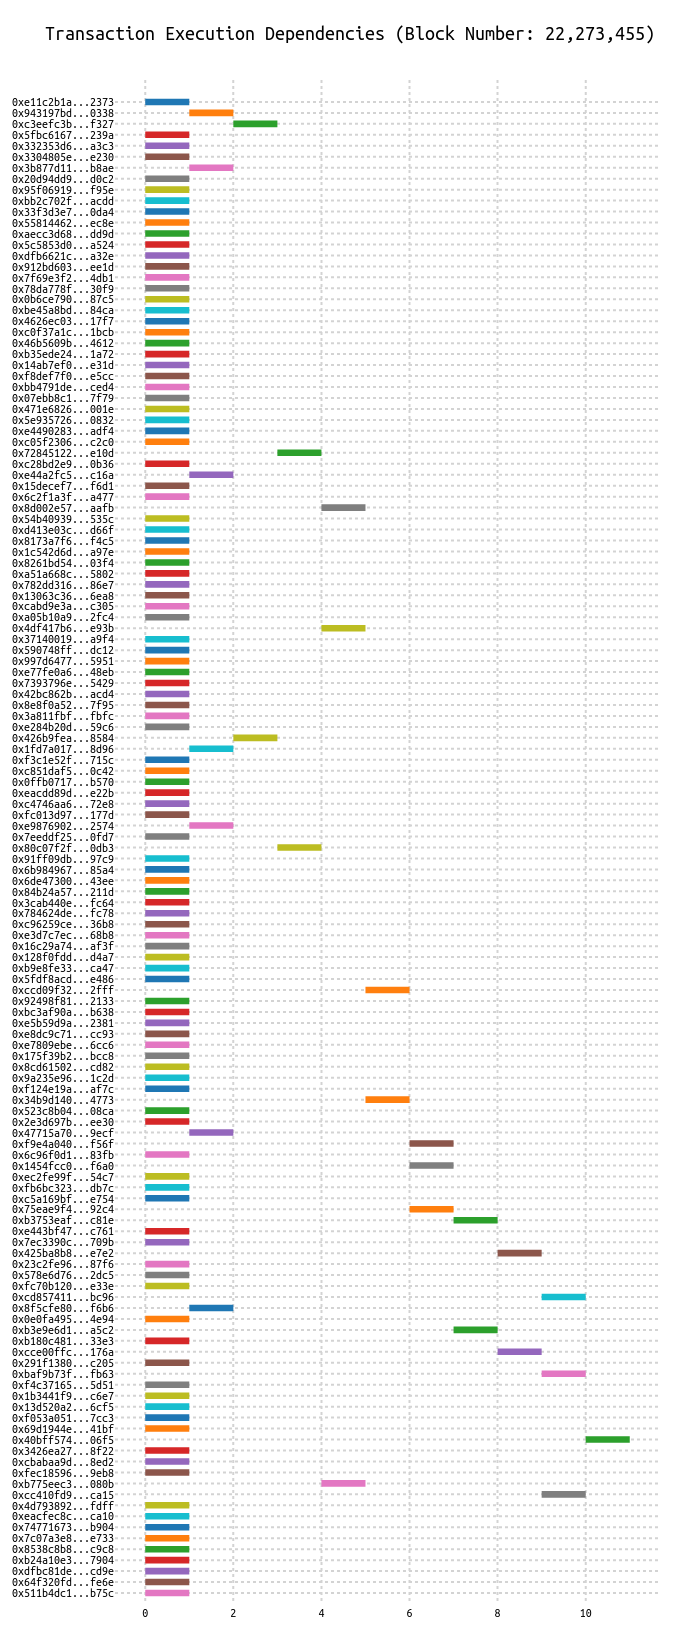 Transaction Execution Dependencies (Block Number: 22,273,455)
0xe11c2b1a...2373
0x943197bd...0338
0xc3eefc3b...f327
0x5fbc6167...239a
0x332353d6...a3c3
0x3304805e...e230
0x3b877d11...b8ae
0x20d94dd9...d0c2
0x95f06919...f95e
0xbb2c702f...acdd
0x33f3d3e7...0da4
0x55814462...ec8e
0xaecc3d68...dd9d
0x5c5853d0...a524
0xdfb6621c...a32e
0x912bd603...ee1d
0x7f69e3f2...4db1
0x78da778f...30f9
0x0b6ce790...87c5
0xbe45a8bd...84ca
0x4626ec03...17f7
0xc0f37a1c...1bcb
0x46b5609b...4612
0xb35ede24...1a72
0x14ab7ef0...e31d
0xf8def7f0...e5cc
0xbb4791de...ced4
0x07ebb8c1...7f79
0x471e6826...001e
0x5e935726...0832
0xe4490283...adf4
0xc05f2306...c2c0
0x72845122...e10d
0xc28bd2e9...0b36
0xe44a2fc5...c16a
0x15decef7...f6d1
0x6c2f1a3f...a477
0x8d002e57...aafb
0x54b40939...535c
0xd413e03c...d66f
0x8173a7f6...f4c5
0x1c542d6d...a97e
0x8261bd54...03f4
0xa51a668c...5802
0x782dd316...86e7
0x13063c36...6ea8
0xcabd9e3a...c305
0xa05b10a9...2fc4
0x4df417b6...e93b
0x37140019...a9f4
0x590748ff...dc12
0x997d6477...5951
0xe77fe0a6...48eb
0x7393796e...5429
0x42bc862b...acd4
0x8e8f0a52...7f95
0x3a811fbf...fbfc
0xe284b20d...59c6
0x426b9fea...8584
0x1fd7a017...8d96
0xf3c1e52f...715c
0xc851daf5...0c42
0x0ffb0717...b570
0xeacdd89d...e22b
0xc4746aa6...72e8
0xfc013d97...177d
0xe9876902...2574
0x7eeddf25...0fd7
0x80c07f2f...0db3
0x91ff09db...97c9
0x6b984967...85a4
0x6de47300...43ee
0x84b24a57...211d
0x3cab440e...fc64
0x784624de...fc78
0xc96259ce...36b8
0xe3d7c7ec...68b8
0x16c29a74...af3f
0x128f0fdd...d4a7
0xb9e8fe33...ca47
0x5fdf8acd...e486
0xccd09f32...2fff
0x92498f81...2133
0xbc3af90a...b638
0xe5b59d9a...2381
0xe8dc9c71...cc93
0xe7809ebe...6cc6
0x175f39b2...bcc8
0x8cd61502...cd82
0x9a235e96...1c2d
0xf124e19a...af7c
0x34b9d140...4773
0x523c8b04...08ca
0x2e3d697b...ee30
0x47715a70...9ecf
0xf9e4a040...f56f
0x6c96f0d1...83fb
0x1454fcc0...f6a0
0xec2fe99f...54c7
0xfb6bc323...db7c
0xc5a169bf...e754
0x75eae9f4...92c4
0xb3753eaf...c81e
0xe443bf47...c761
0x7ec3390c...709b
0x425ba8b8...e7e2
0x23c2fe96...87f6
0x578e6d76...2dc5
0xfc70b120...e33e
0xcd857411...bc96
0x8f5cfe80...f6b6
0x0e0fa495...4e94
0xb3e9e6d1...a5c2
0xb180c481...33e3
0xcce00ffc...176a
0x291f1380...c205
0xbaf9b73f...fb63
0xf4c37165...5d51
0x1b3441f9...c6e7
0x13d520a2...6cf5
0xf053a051...7cc3
0x69d1944e...41bf
0x40bff574...06f5
0x3426ea27...8f22
0xcbabaa9d...8ed2
0xfec18596...9eb8
0xb775eec3...080b
0xcc410fd9...ca15
0x4d793892...fdff
0xeacfec8c...ca10
0x74771673...b904
0x7c07a3e8...e733
0x8538c8b8...c9c8
0xb24a10e3...7904
0xdfbc81de...cd9e
0x64f320fd...fe6e
0x511b4dc1...b75c
0 2 4 6 8 10